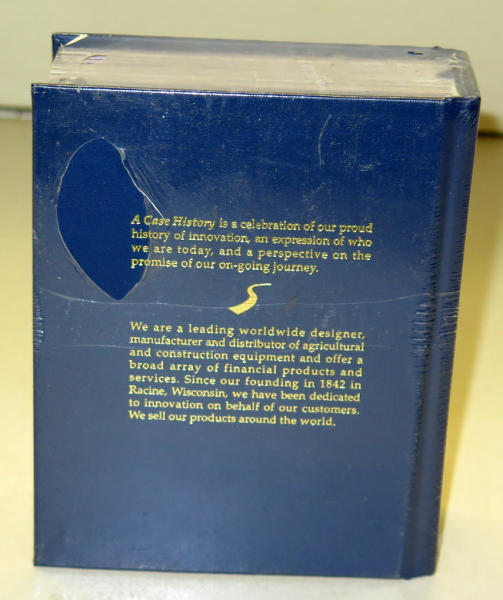 A Case History is a celebration of our proud
history of innovation, an expression of who
we are today, and a perspective on the
promise of our on-going journey.
We are a leading worldwide designer,
manufacturer and distributor of agricultural
and construction equipment and offer a
broad array of financial products and
services. Since our founding in 1842 in
Racine, Wisconsin, we have been dedicated
to innovation on behalf of our customers.
We sell our products around the world.